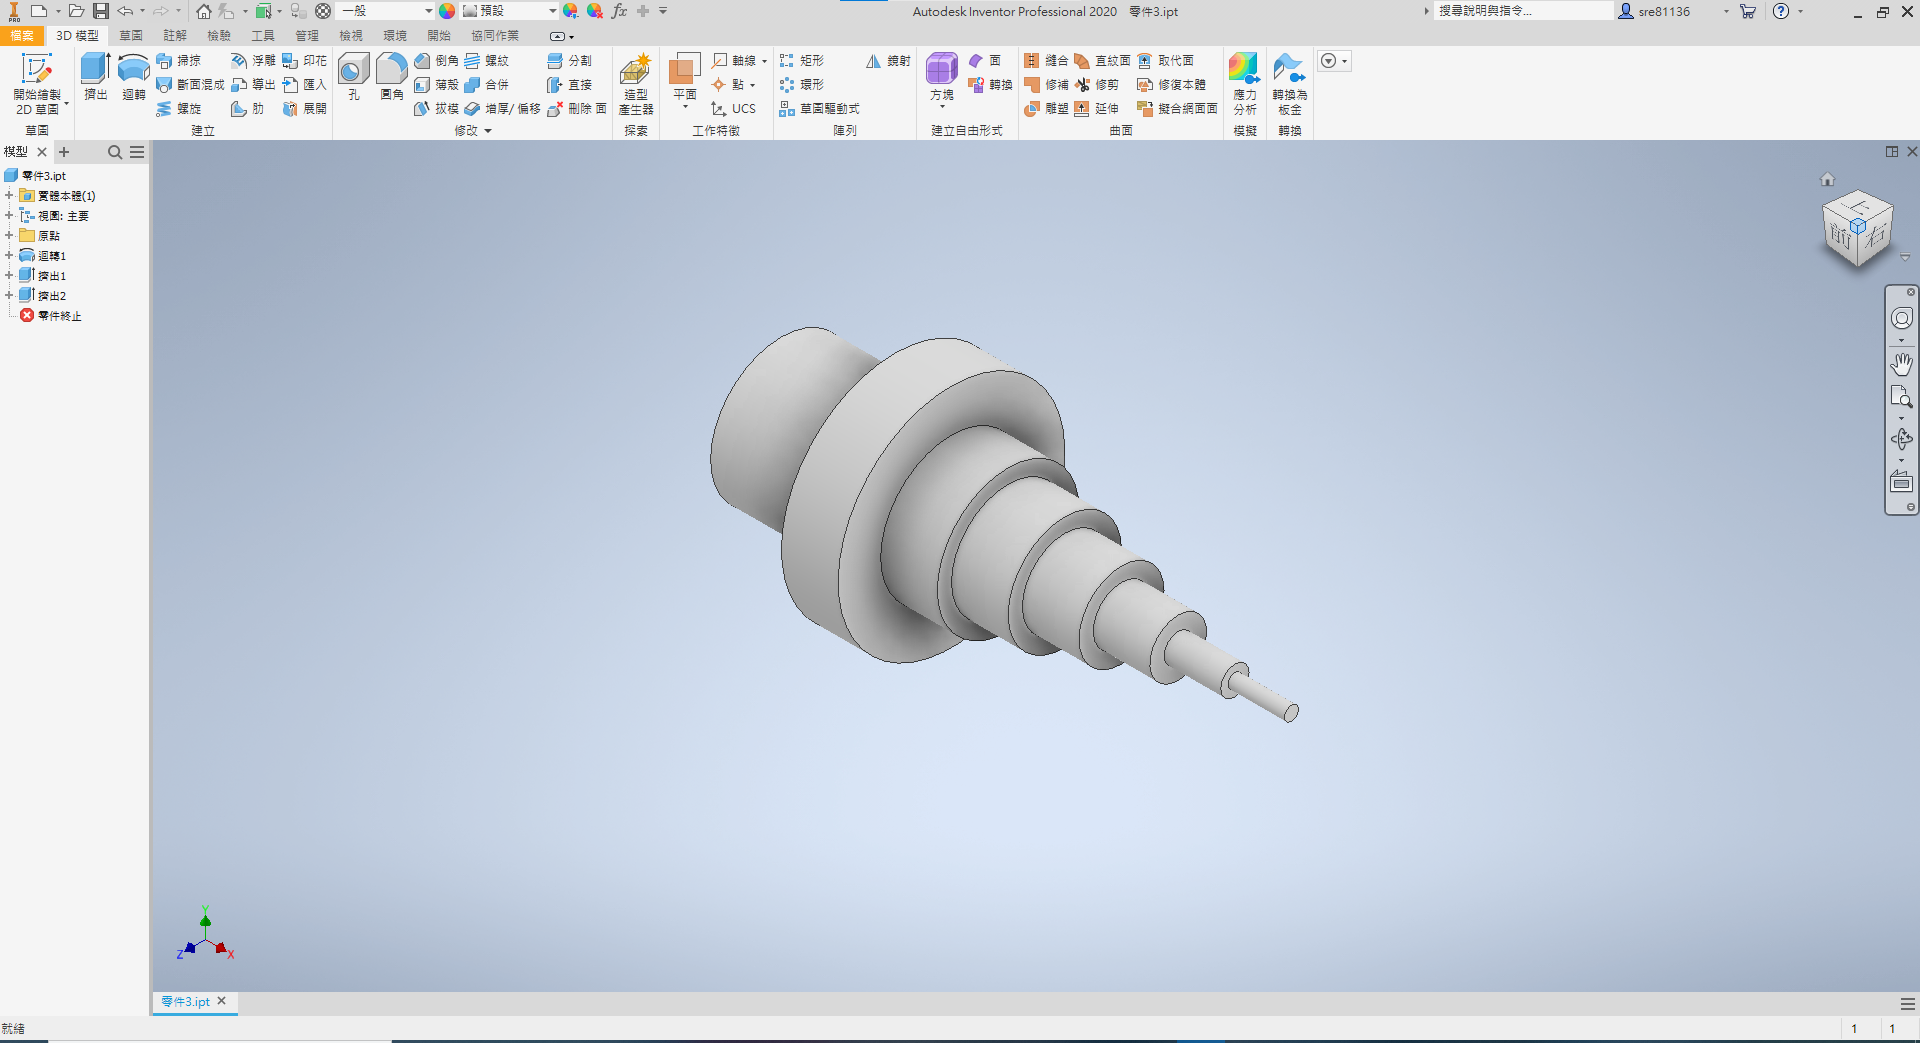 PRO 一般 預設 fx Autodesk Inventor Professional 2020 零件3.ipt 搜尋說明與指令... sre81136
檔案 3D 模型 草圖 註解 檢驗 工具 管理 檢視 環境 開始 協同作業
開始繪製
2D 草圖
草圖
擠出 迴轉
掃掠 浮雕 印花
斷面混成 導出 匯入
螺旋 肋 展開
建立
孔 圓角
倒角 螺紋 分割
薄殼 合併 直接
拔模 增厚/ 偏移 刪除 面
修改
造型
產生器
探索
平面
軸線
點
UCS
工作特徵
矩形 鏡射
環形
草圖驅動式
陣列
方塊
面
轉換
建立自由形式
縫合 直紋面 取代面
修補 修剪 修復本體
雕塑 延伸 擬合網面面
曲面
應力
分析
模擬
轉換為
板金
轉換
模型
零件3.ipt
實體本體(1)
視圖: 主要
原點
迴轉1
擠出1
擠出2
零件終止
上
前 右
Y
Z X
零件3.ipt
就緒 1 1